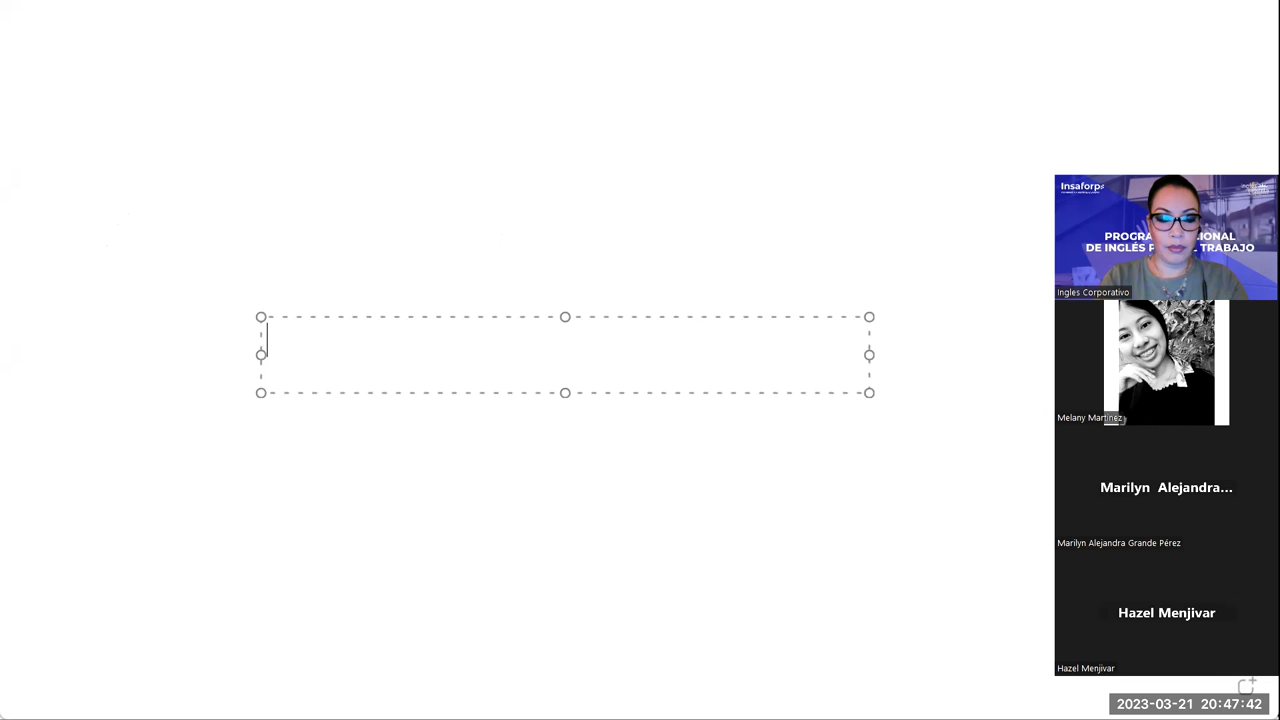 Insaforp
PROGRA IONAL
DE INGLÉS P L TRABAJO
Ingles Corporativo
Melany Martinez
Marilyn Alejandra...
Marilyn Alejandra Grande Pérez
Hazel Menjivar
Hazel Menjivar
2023-03-21 20:47:42